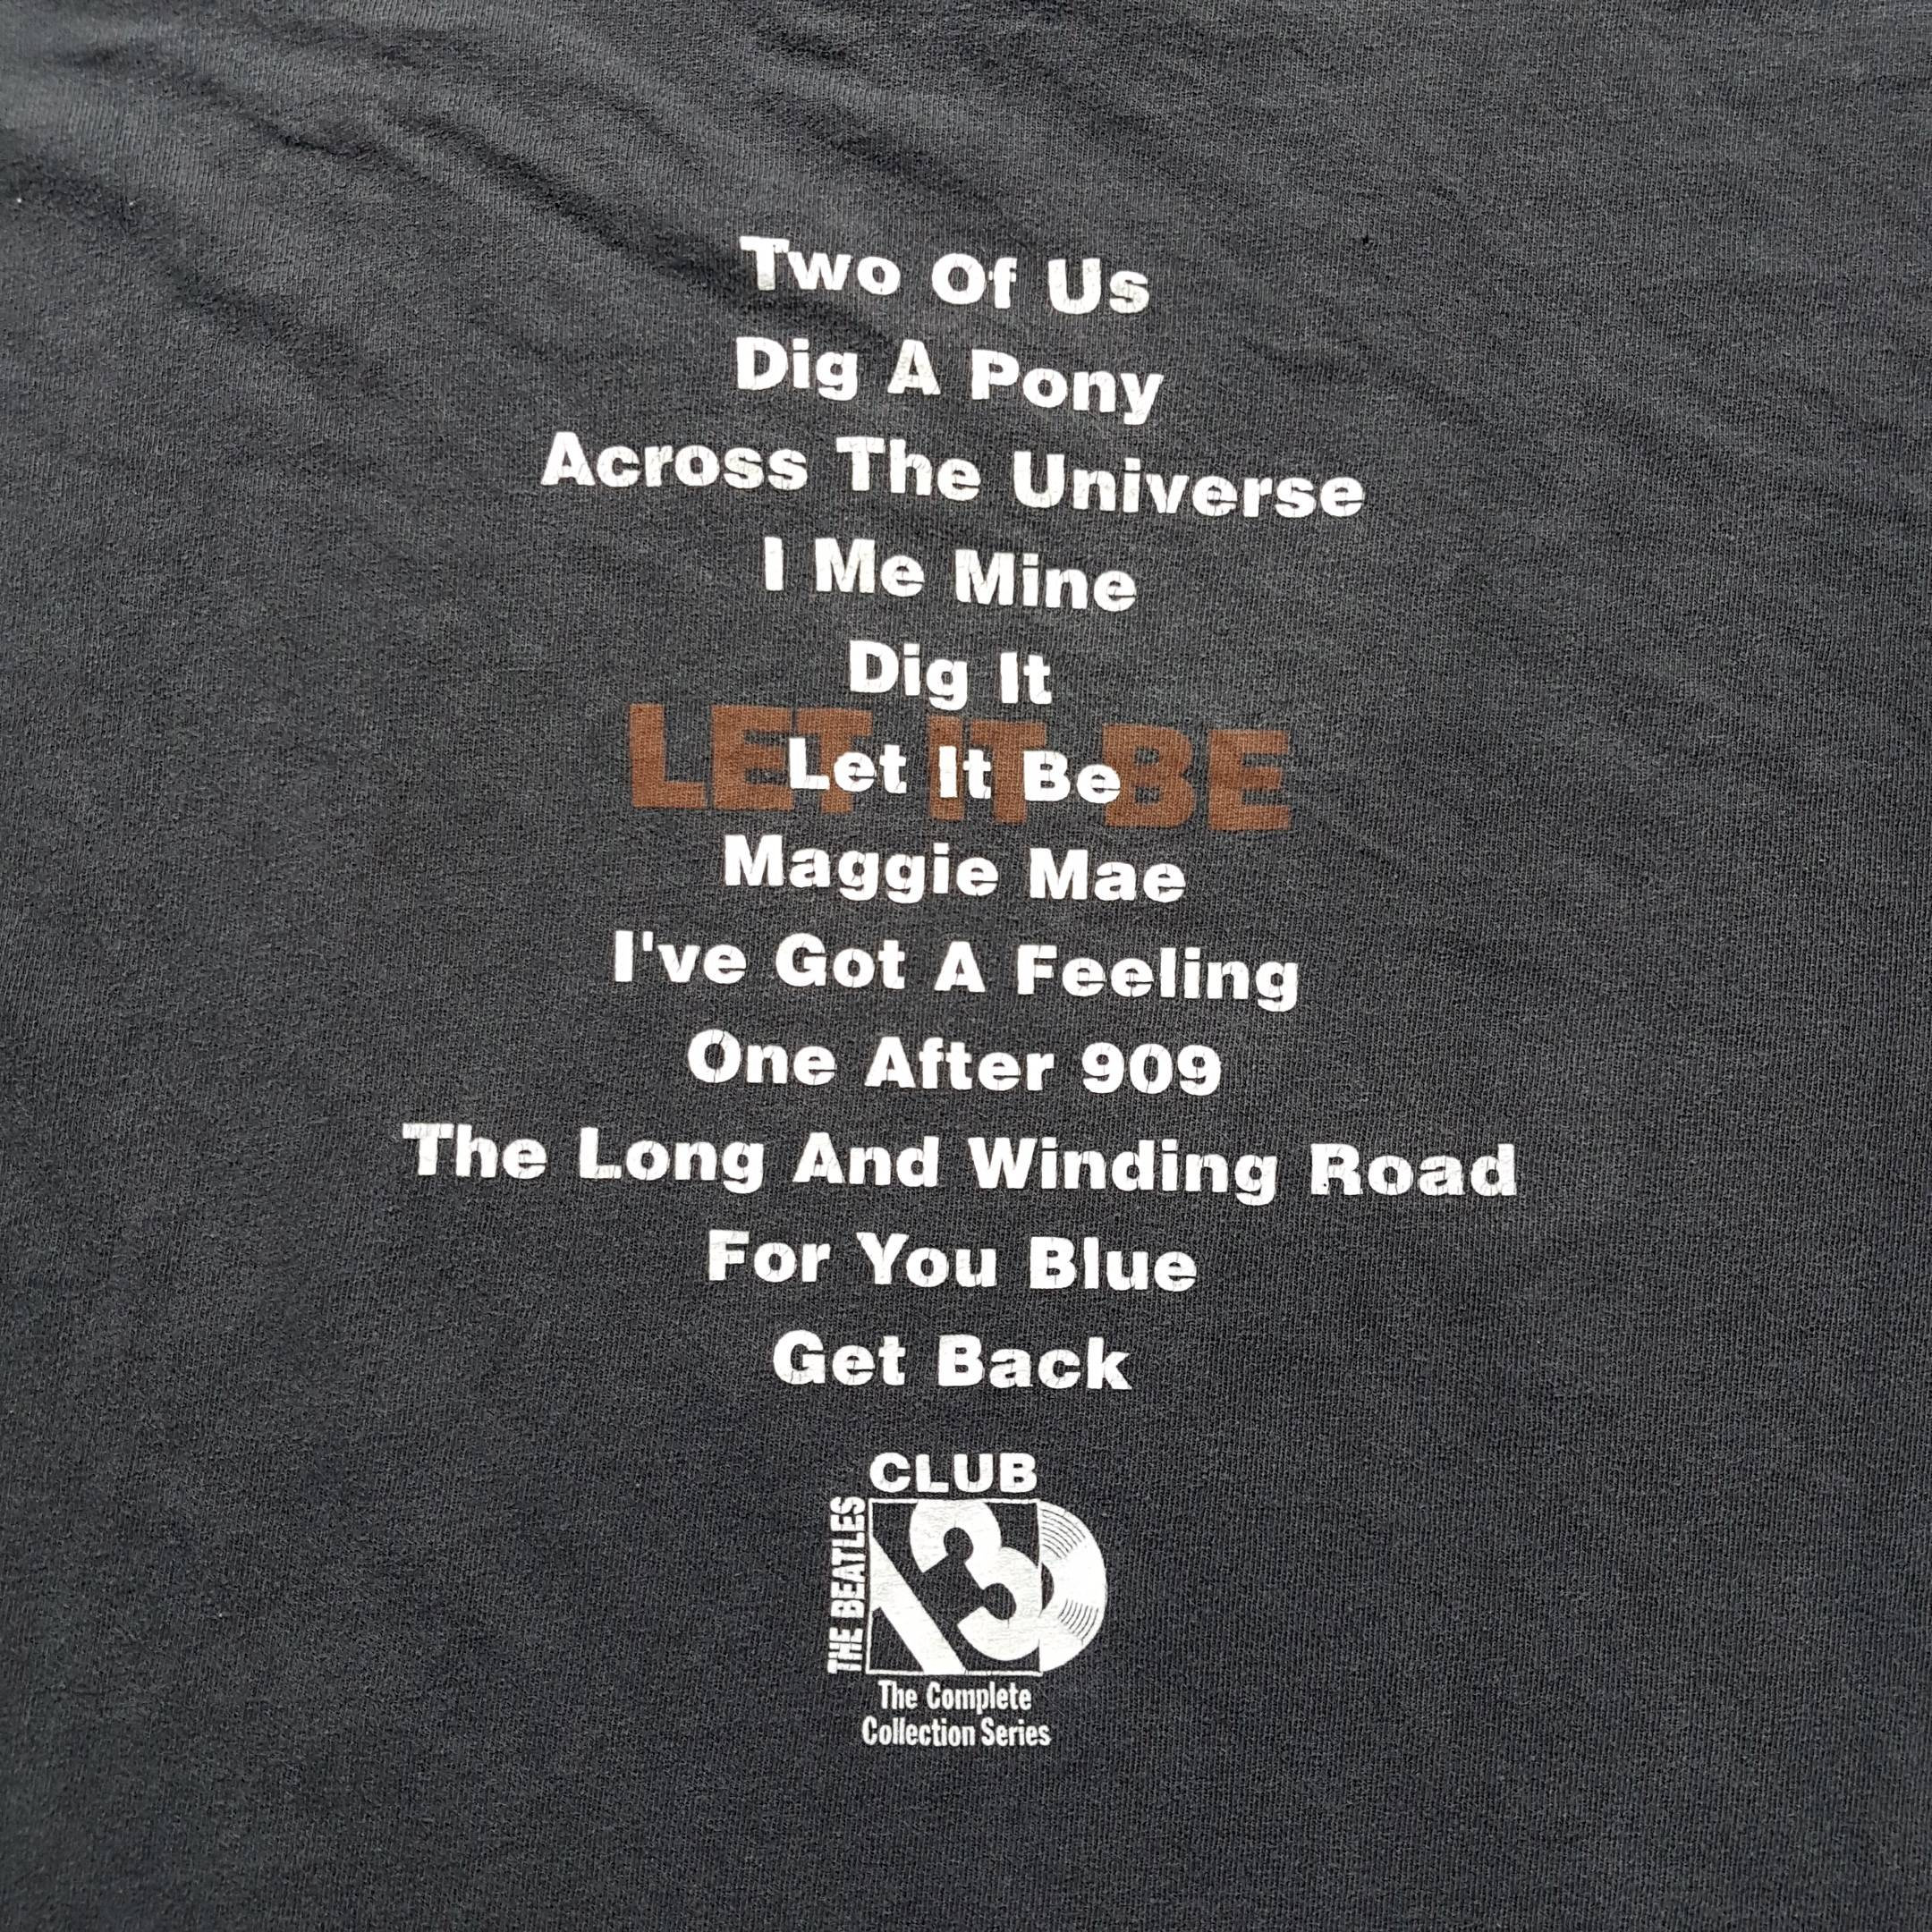 Two Of Us
Dig A Pony
Across The Universe
I Me Mine
Dig It
LET IT BE
Let It Be
Maggie Mae
I've Got A Feeling
One After 909
The Long And Winding Road
For You Blue
Get Back
CLUB
THE BEATLES
13
The Complete
Collection Series